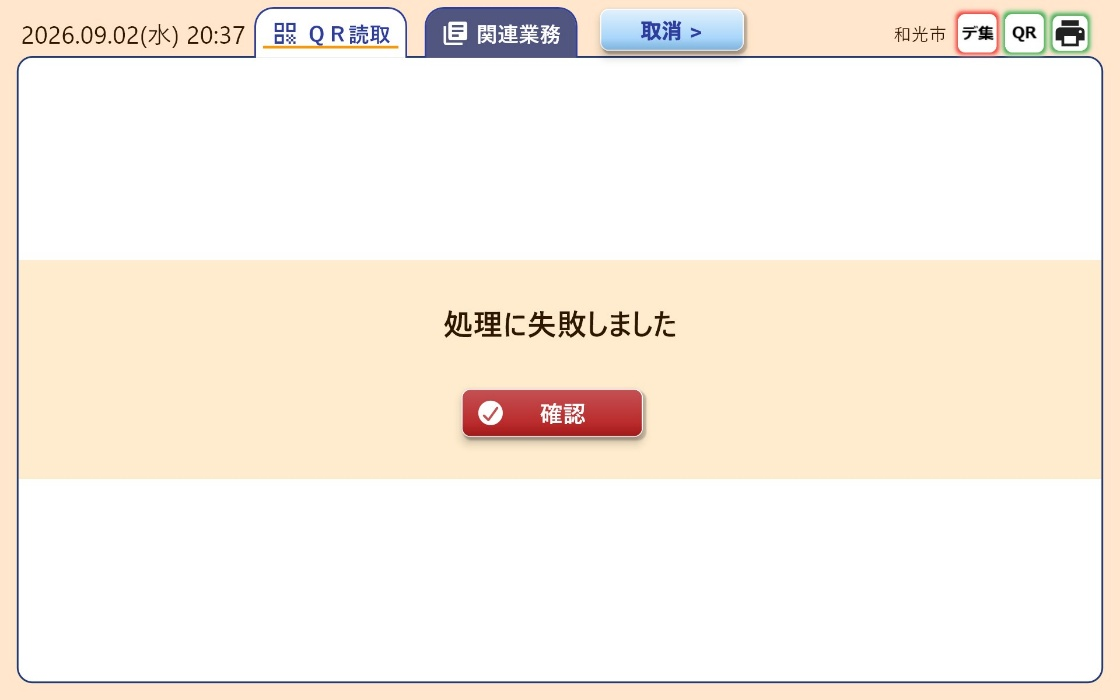 2026.09.02(水) 20:37
ＱＲ読取
関連業務
取消 >
和光市
デ集
QR
処理に失敗しました
確認